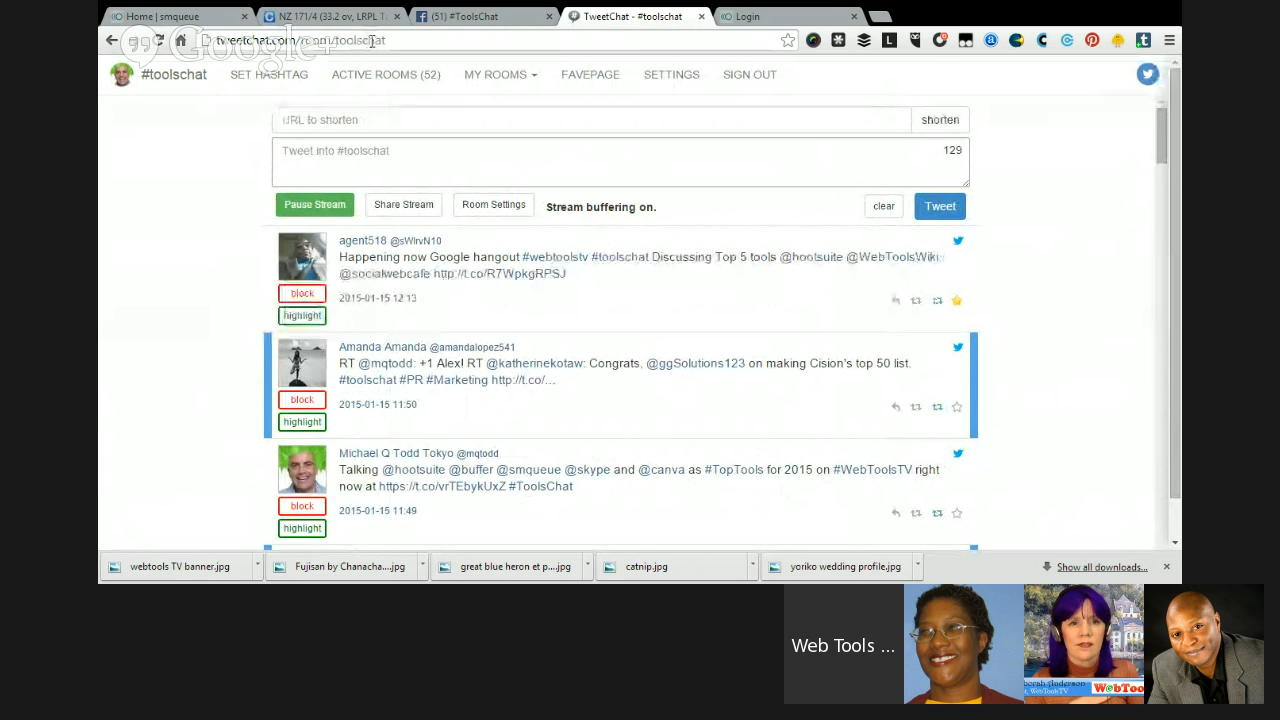 Home | smqueue
NZ 171/4 (33.2 ov, LRPL T
(51) #ToolsChat
TweetChat - #toolschat
Login
tweetchat.com/room/toolschat
Google+
#toolschat
SET HASHTAG
ACTIVE ROOMS (52)
MY ROOMS
FAVEPAGE
SETTINGS
SIGN OUT
URL to shorten
shorten
Tweet into #toolschat
129
Pause Stream
Share Stream
Room Settings
Stream buffering on.
clear
Tweet
agent518 @sWIrvN10
Happening now Google hangout #webtoolstv #toolschat Discussing Top 5 tools @hootsuite @WebToolsWiki
@socialwebcafe http://t.co/R7WpkgRPSJ
block
2015-01-15 12:13
highlight
Amanda Amanda @amandalopez541
RT @mqtodd: +1 Alex! RT @katherinekotaw: Congrats, @ggSolutions123 on making Cision's top 50 list.
#toolschat #PR #Marketing http://t.co/...
block
2015-01-15 11:50
highlight
Michael Q Todd Tokyo @mqtodd
Talking @hootsuite @buffer @smqueue @skype and @canva as #TopTools for 2015 on #WebToolsTV right
now at https://t.co/vrTEbykUxZ #ToolsChat
block
2015-01-15 11:49
highlight
webtools TV banner.jpg
Fujisan by Chanacha....jpg
great blue heron et p....jpg
catnip.jpg
yoriko wedding profile.jpg
Show all downloads...
Web Tools ...
borah Anderson
, WebToolsTV
WebToo